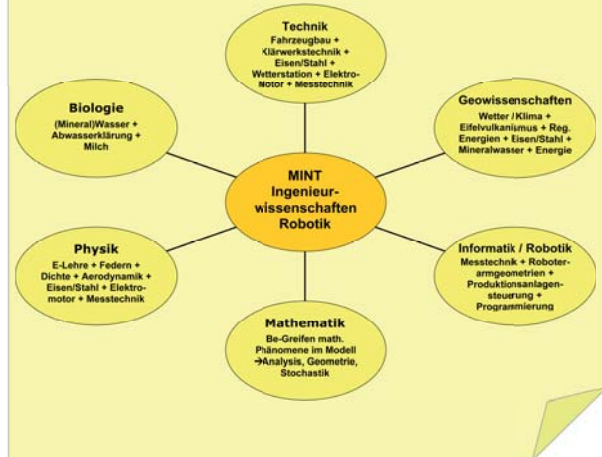 Technik
Fahrzeugbau +
Klärwerkstechnik +
Eisen/Stahl +
Wetterstation + Elektro-
Motor + Messtechnik
Biologie
(Mineral)Wasser +
Abwasserklärung +
Milch
Geowissenschaften
Wetter / Klima +
Eifelvulkanismus + Reg.
Energien + Eisen/Stahl +
Mineralwasser + Energie
MINT
Ingenieur-
wissenschaften
Robotik
Physik
E-Lehre + Federn +
Dichte + Aerodynamik +
Eisen/Stahl + Elektro-
motor + Messtechnik
Informatik / Robotik
Messtechnik + Roboter-
armgeometrien +
Produktionsanlagen-
steuerung +
Programmierung
Mathematik
Be-Greifen math.
Phänomene im Modell
→Analysis, Geometrie,
Stochastik